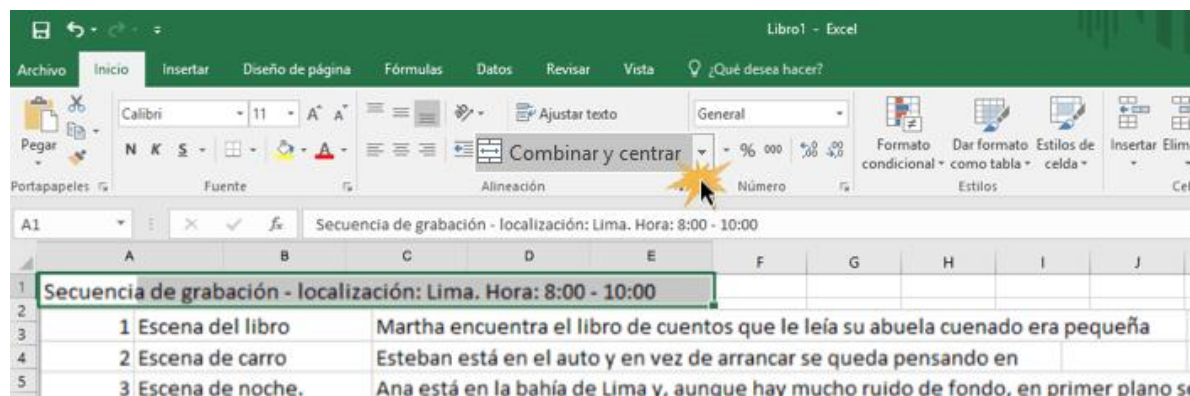 Libro1 - Excel
Archivo Inicio Insertar Diseño de página Fórmulas Datos Revisar Vista ¿Qué desea hacer?
Pegar
Calibri 11 A A
Ajustar texto
General
N K S A
Combinar y centrar
% 000
Formato condicional
Dar formato como tabla
Estilos de celda
Insertar
Portapapeles Fuente Alineación Número Estilos
A1 fx Secuencia de grabación - localización: Lima. Hora: 8:00 - 10:00
A B C D E F G H I J
1 Secuencia de grabación - localización: Lima. Hora: 8:00 - 10:00
2
3 1 Escena del libro Martha encuentra el libro de cuentos que le leía su abuela cuenado era pequeña
4 2 Escena de carro Esteban está en el auto y en vez de arrancar se queda pensando en
5 3 Escena de noche. Ana está en la bahía de Lima y, aunque hay mucho ruido de fondo, en primer plano